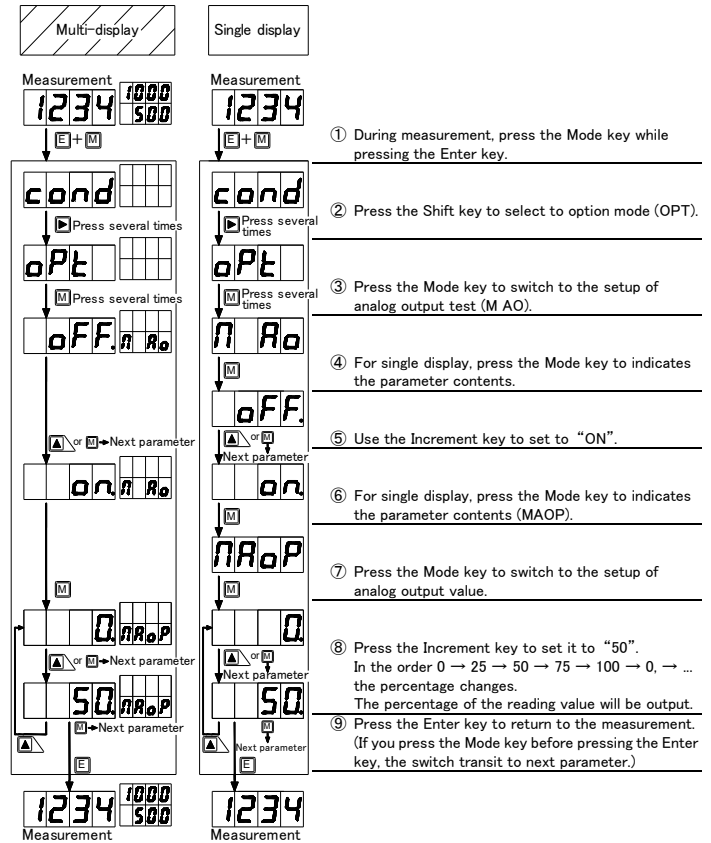 Multi-display
Single display
Measurement
1234
1000
500
E + M
cond
Press several times
oPt
M Press several times
oFF. M Ao
or M → Next parameter
on. M Ao
M
0. MAoP
or M → Next parameter
50. MAoP
M → Next parameter
E
1234
1000
500
Measurement
Measurement
1234
E + M
cond
Press several
times
oPt
M Press several
times
M Ao
M
oFF.
or M
Next parameter
on.
M
MAoP
M
0.
or M
Next parameter
50.
M
Next parameter
E
1234
Measurement
① During measurement, press the Mode key while
pressing the Enter key.
② Press the Shift key to select to option mode (OPT).
③ Press the Mode key to switch to the setup of
analog output test (M AO).
④ For single display, press the Mode key to indicates
the parameter contents.
⑤ Use the Increment key to set to “ON”.
⑥ For single display, press the Mode key to indicates
the parameter contents (MAOP).
⑦ Press the Mode key to switch to the setup of
analog output value.
⑧ Press the Increment key to set it to “50”.
In the order 0 → 25 → 50 → 75 → 100 → 0, → ...
the percentage changes.
The percentage of the reading value will be output.
⑨ Press the Enter key to return to the measurement.
(If you press the Mode key before pressing the Enter
key, the switch transit to next parameter.)